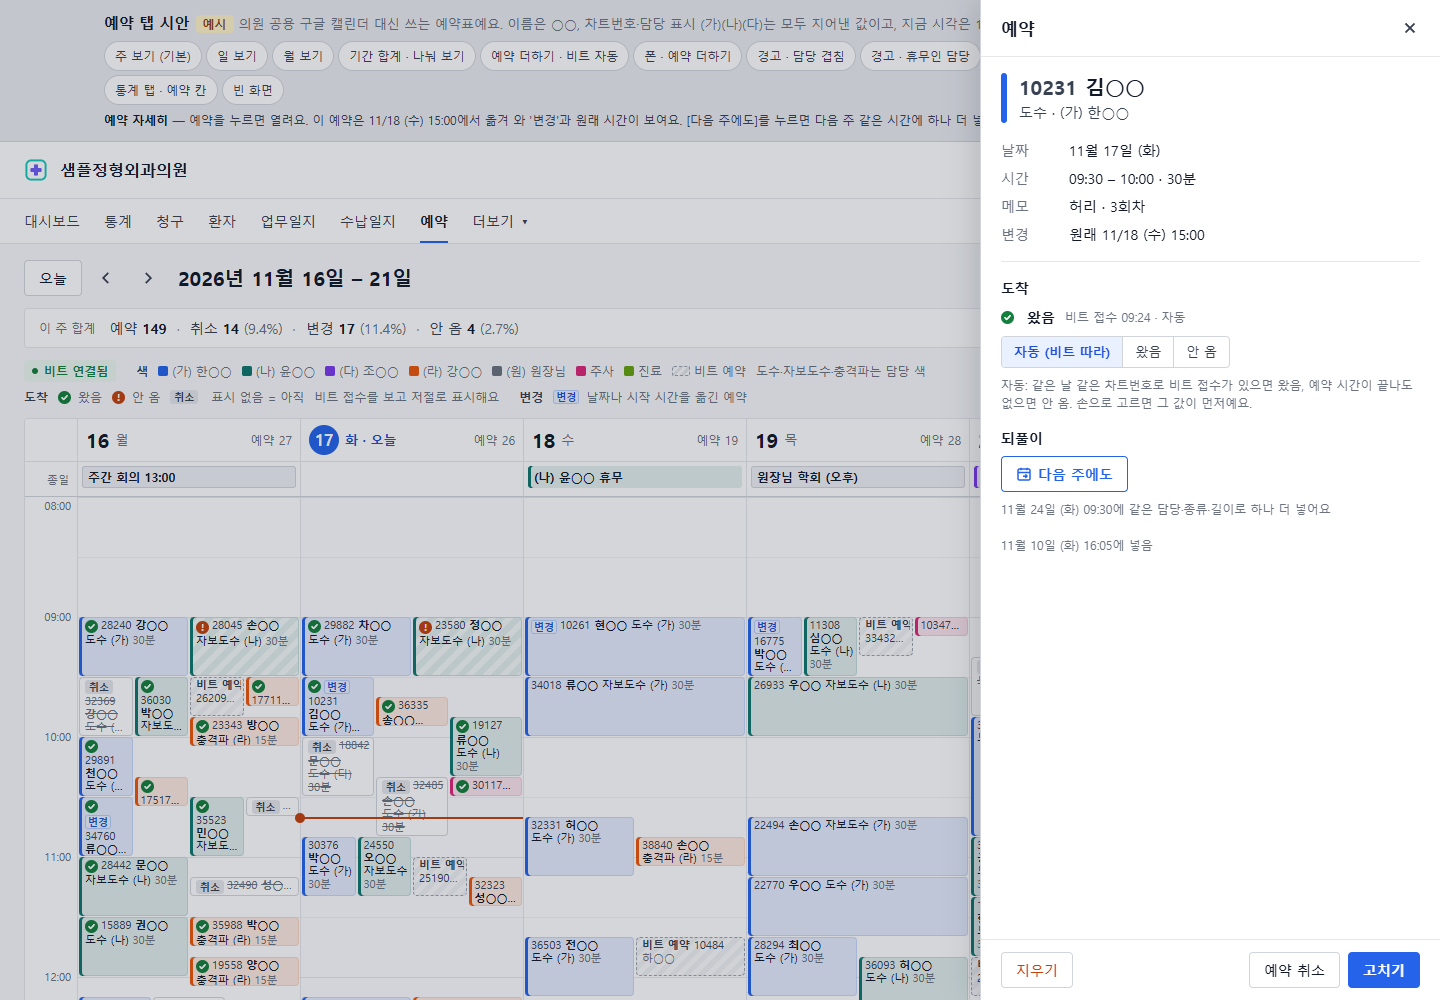 예약 탭 시안 예시 의원 공용 구글 캘린더 대신 쓰는 예약표예요. 이름은 ○○, 차트번호·담당 표시 (가)(나)(다)는 모두 지어낸 값이고, 지금 시각은
주 보기 (기본) 일 보기 월 보기 기간 합계 · 나눠 보기 예약 더하기 · 비트 자동 폰 · 예약 더하기 경고 · 담당 겹침 경고 · 휴무인 담당
통계 탭 · 예약 칸 빈 화면
예약 자세히 — 예약을 누르면 열려요. 이 예약은 11/18 (수) 15:00에서 옮겨 와 '변경'과 원래 시간이 보여요. [다음 주에도]를 누르면 다음 주 같은 시간에 하나 더
샘플정형외과의원
대시보드 통계 청구 환자 업무일지 수납일지 예약 더보기 ▾
오늘 2026년 11월 16일 – 21일
이 주 합계 예약 149 · 취소 14 (9.4%) · 변경 17 (11.4%) · 안 옴 4 (2.7%)
비트 연결됨 색 (가) 한○○ (나) 윤○○ (다) 조○○ (라) 강○○ (원) 원장님 주사 진료 비트 예약 도수·자보도수·충격파는 담당 색
도착 왔음 안 옴 취소 표시 없음 = 아직 비트 접수를 보고 저절로 표시해요 변경 변경 날짜나 시작 시간을 옮긴 예약
16 월 예약 27
17 화 · 오늘 예약 26
18 수 예약 19
19 목 예약 28
종일 주간 회의 13:00 (나) 윤○○ 휴무 원장님 학회 (오후)
08:00
09:00
10:00
11:00
12:00
28240 강○○
도수 (가) 30분
28045 손○○
자보도수 (나) 30분
취소
32369
강○○
도수 (...
36030
박○○
자보도...
비트 예약
26209...
17711...
23343 방○○
충격파 (라) 15분
29891
천○○
도수 (...
17517...
변경
34760
류○○...
35523
민○○
자보도...
취소 ...
28442 문○○
자보도수 (나) 30분
취소 32490 성○...
15889 권○○
도수 (나) 30분
35988 박○○
충격파 (라) 15분
19558 양○○
충격파 (라) 15분
29882 차○○
도수 (가) 30분
23580 정○○
자보도수 (나) 30분
변경
10231
김○○
도수 (가)...
36335
송○○...
19127
류○○
도수 (나)
30분
취소 18842
문○○
도수 (다)
30분
취소 32485
손○○
도수 (가)
30분
30117...
30376
박○○
도수 (가)
30분
24550
오○○
자보도수
30분
비트 예약
25190...
32323
성○○...
변경 10261 현○○ 도수 (가) 30분
34018 류○○ 자보도수 (가) 30분
32331 허○○
도수 (가) 30분
38840 손○○
충격파 (라) 15분
36503 전○○
도수 (가) 30분
비트 예약 10484
하○○
변경
16775
박○○
도수 (...
11308
심○○
도수 (나)
30분
비트 예약
33432...
10347...
26933 우○○ 자보도수 (나) 30분
22494 손○○ 자보도수 (가) 30분
22770 우○○ 도수 (가) 30분
28294 최○○
도수 (가) 30분
36093 허○○
도수 (나) 30분
예약
10231 김○○
도수 · (가) 한○○
날짜 11월 17일 (화)
시간 09:30 – 10:00 · 30분
메모 허리 · 3회차
변경 원래 11/18 (수) 15:00
도착
왔음 비트 접수 09:24 · 자동
자동 (비트 따라) 왔음 안 옴
자동: 같은 날 같은 차트번호로 비트 접수가 있으면 왔음, 예약 시간이 끝나도
없으면 안 옴. 손으로 고르면 그 값이 먼저예요.
되풀이
다음 주에도
11월 24일 (화) 09:30에 같은 담당·종류·길이로 하나 더 넣어요
11월 10일 (화) 16:05에 넣음
지우기 예약 취소 고치기